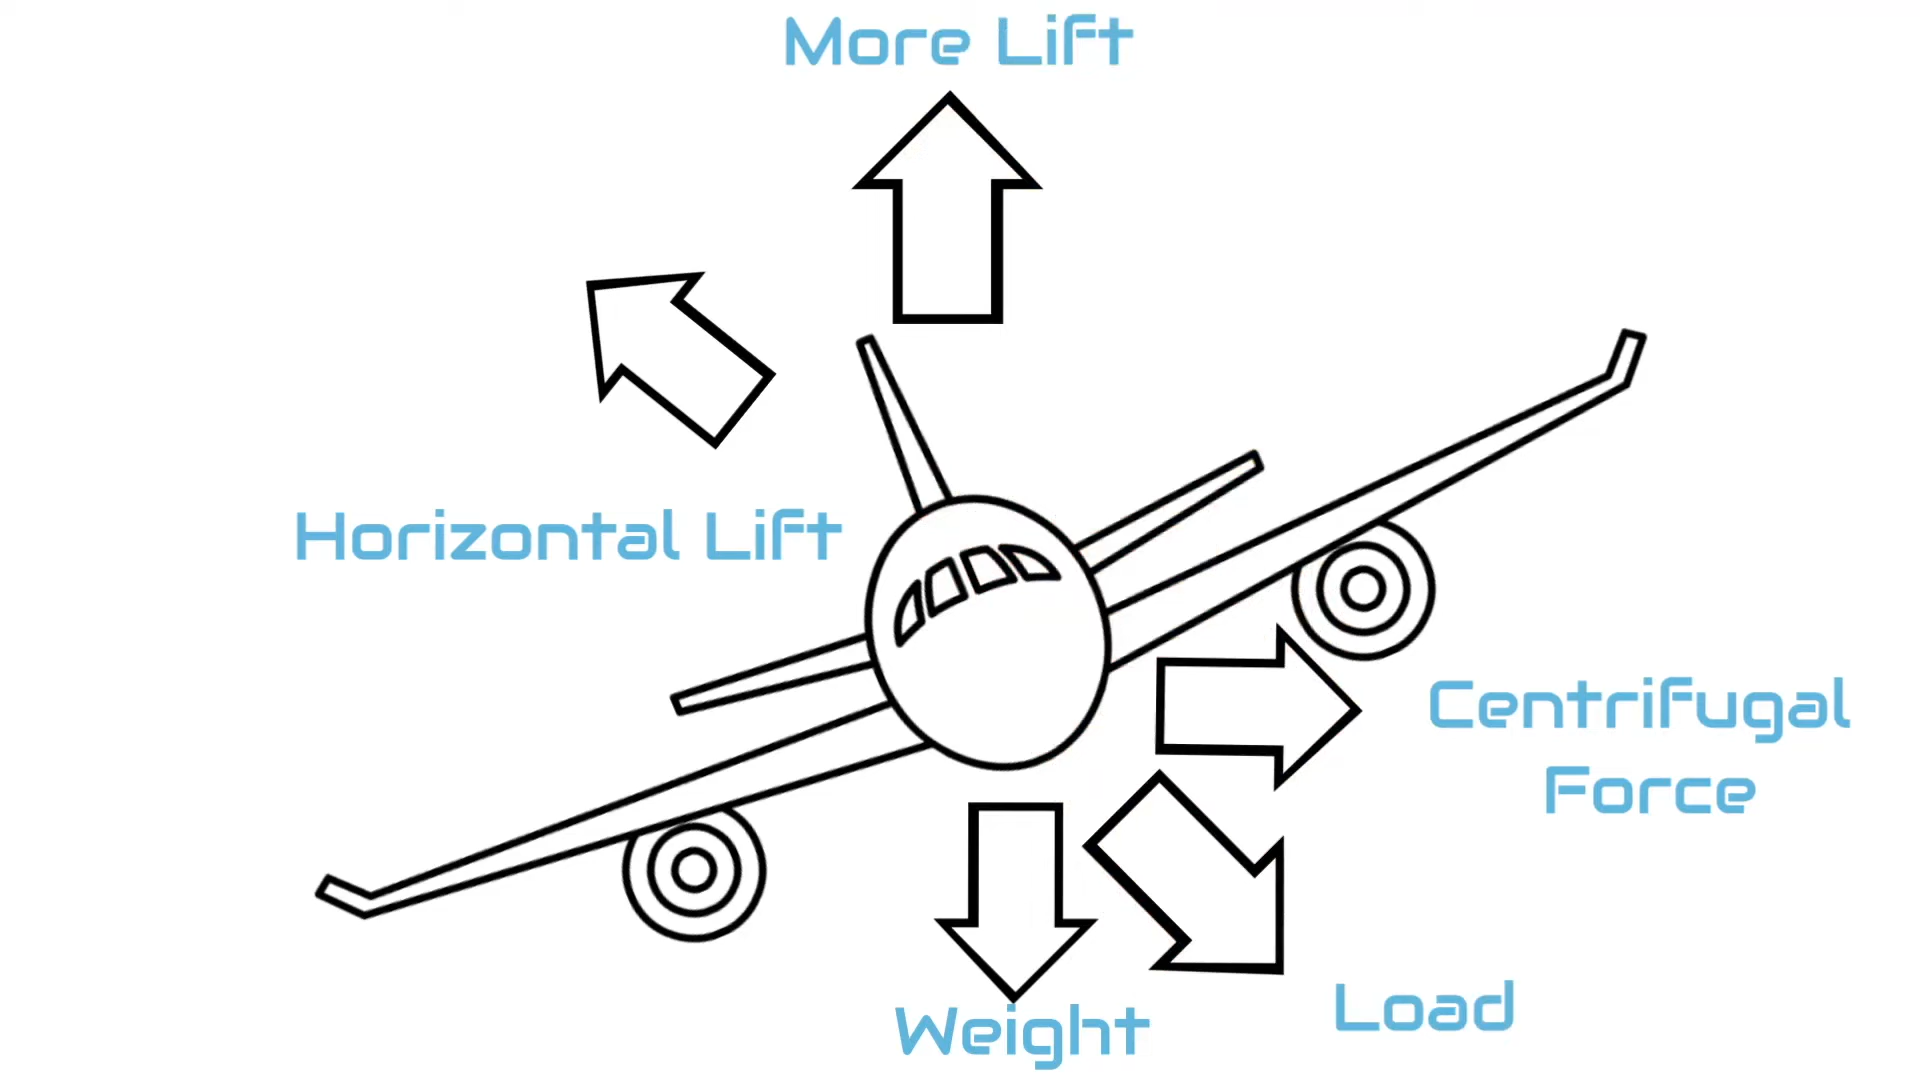 More Lift
Horizontal Lift
Centrifugal
Force
Load
Weight